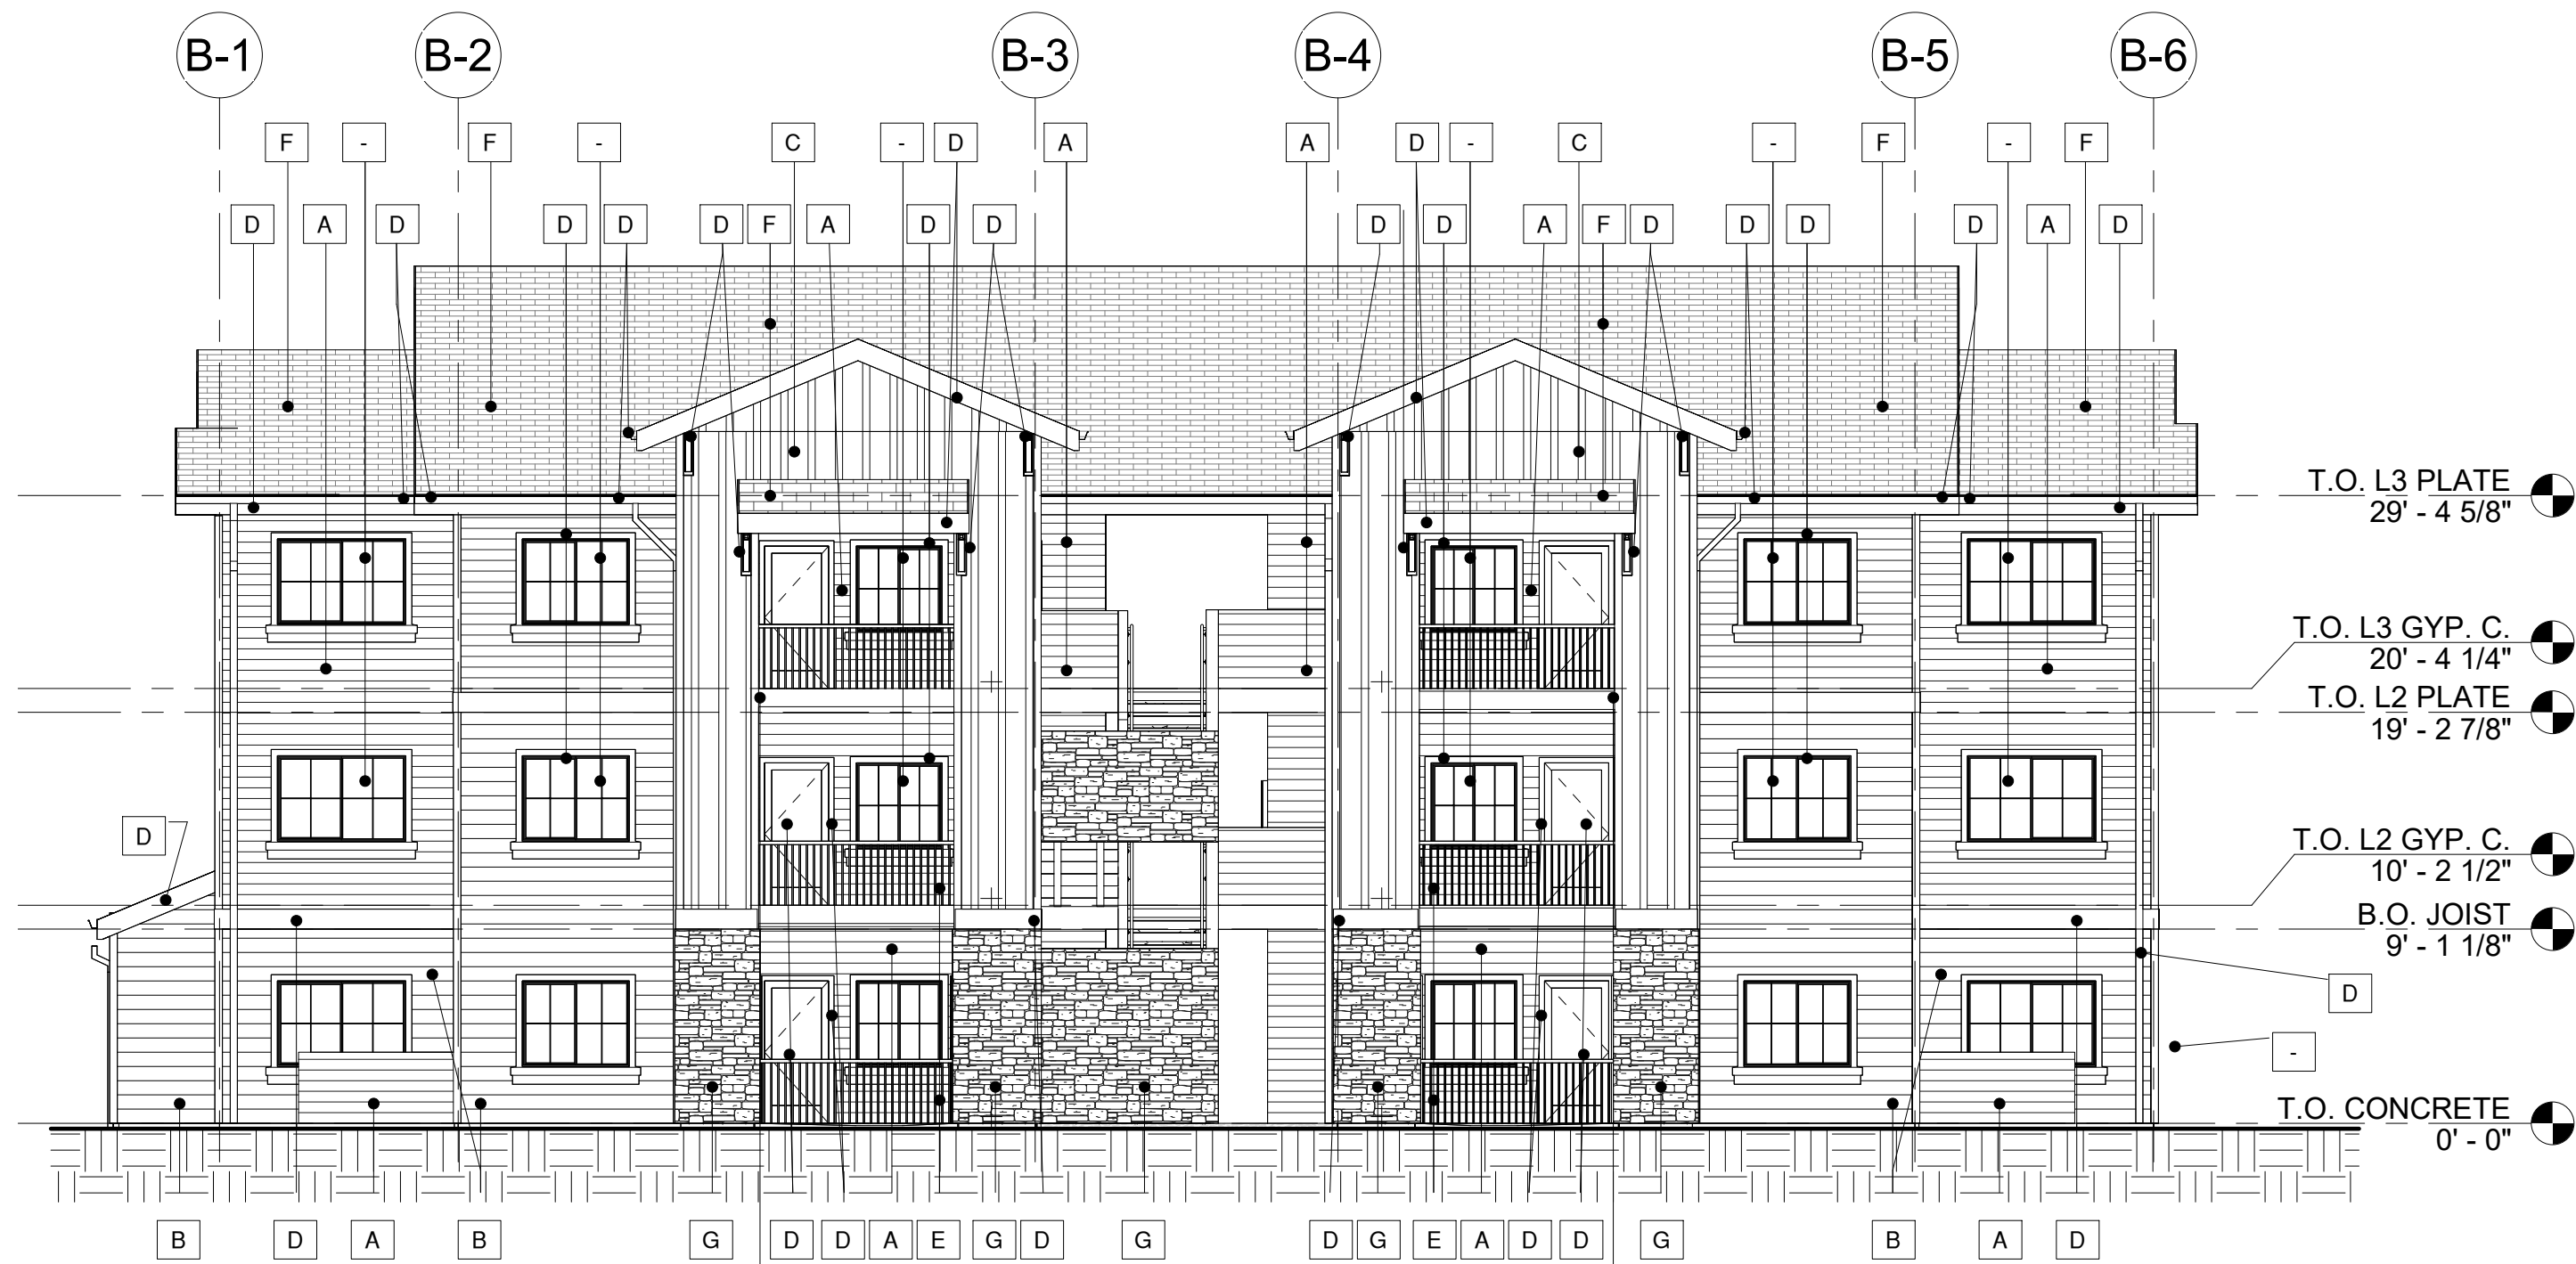 B-1 B-2 B-3 B-4 B-5 B-6
F - F - C - D A A D - C - F - F
D A D D D D F A D D D D A F D D D D A D
T.O. L3 PLATE
29' - 4 5/8"
T.O. L3 GYP. C.
20' - 4 1/4"
T.O. L2 PLATE
19' - 2 7/8"
D
T.O. L2 GYP. C.
10' - 2 1/2"
B.O. JOIST
9' - 1 1/8"
D
-
T.O. CONCRETE
0' - 0"
B D A B G D D A E G D G D G E A D D G B A D